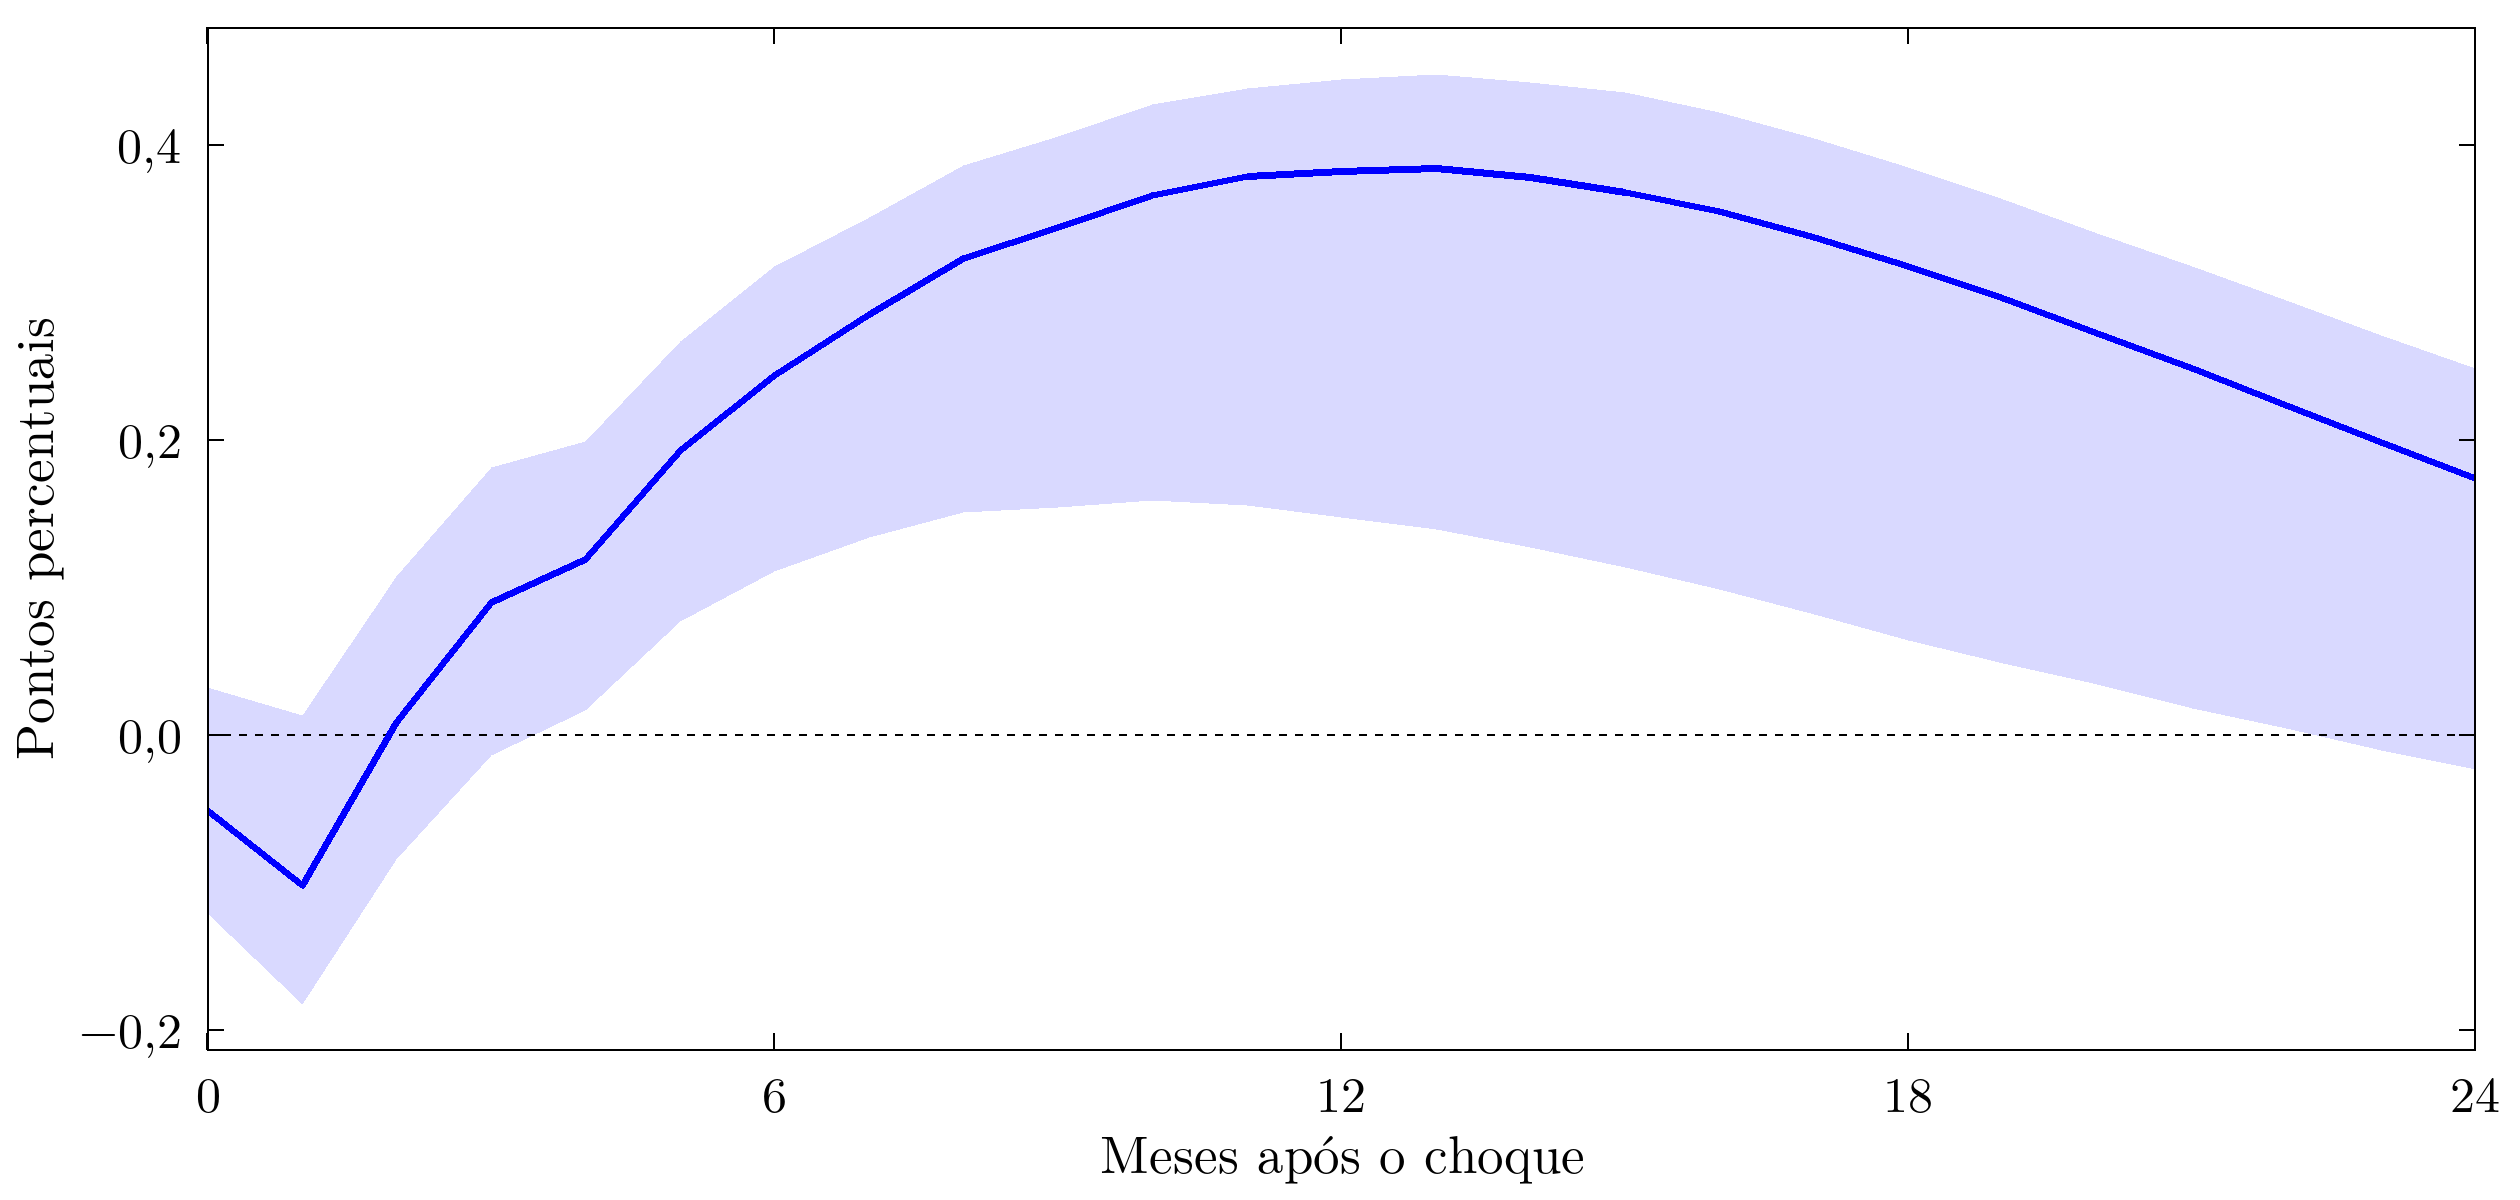 Pontos percentuais
0,4
0,2
0,0
−0,2
0 6 12 18 24
Meses após o choque